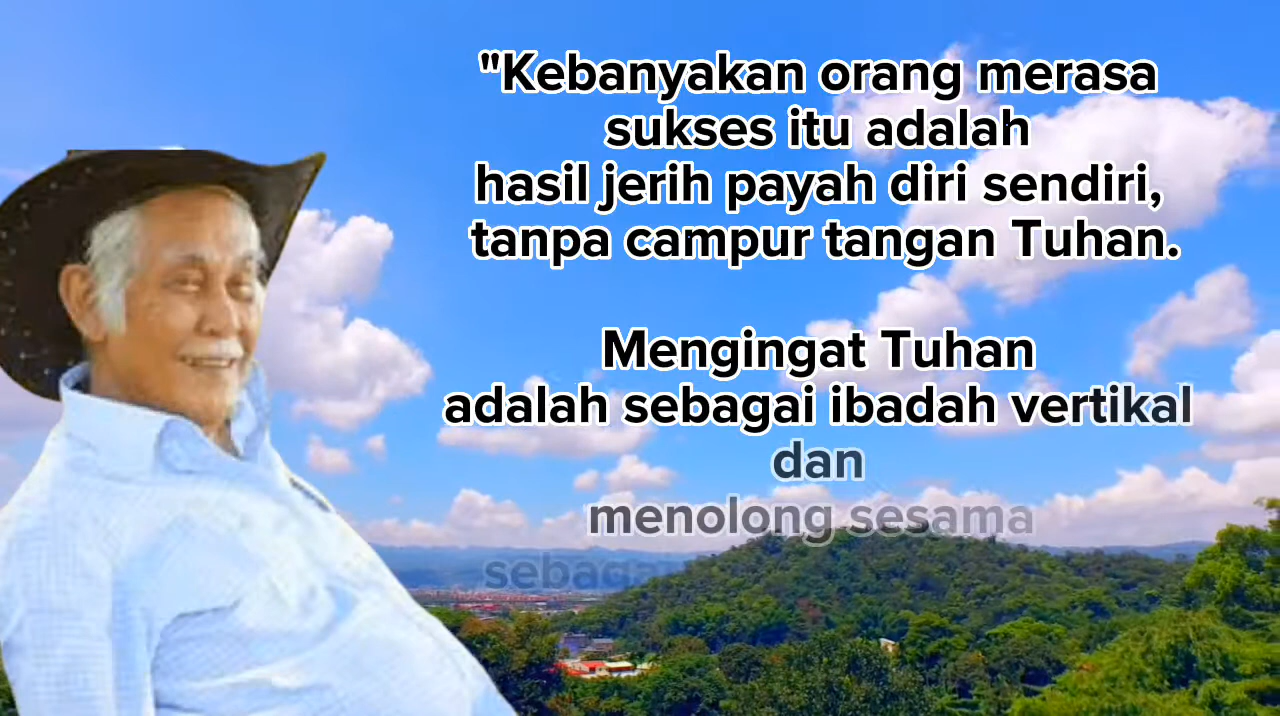 "Kebanyakan orang merasa
sukses itu adalah
hasil jerih payah diri sendiri,
tanpa campur tangan Tuhan.
Mengingat Tuhan
adalah sebagai ibadah vertikal
dan
menolong sesama
sebagai